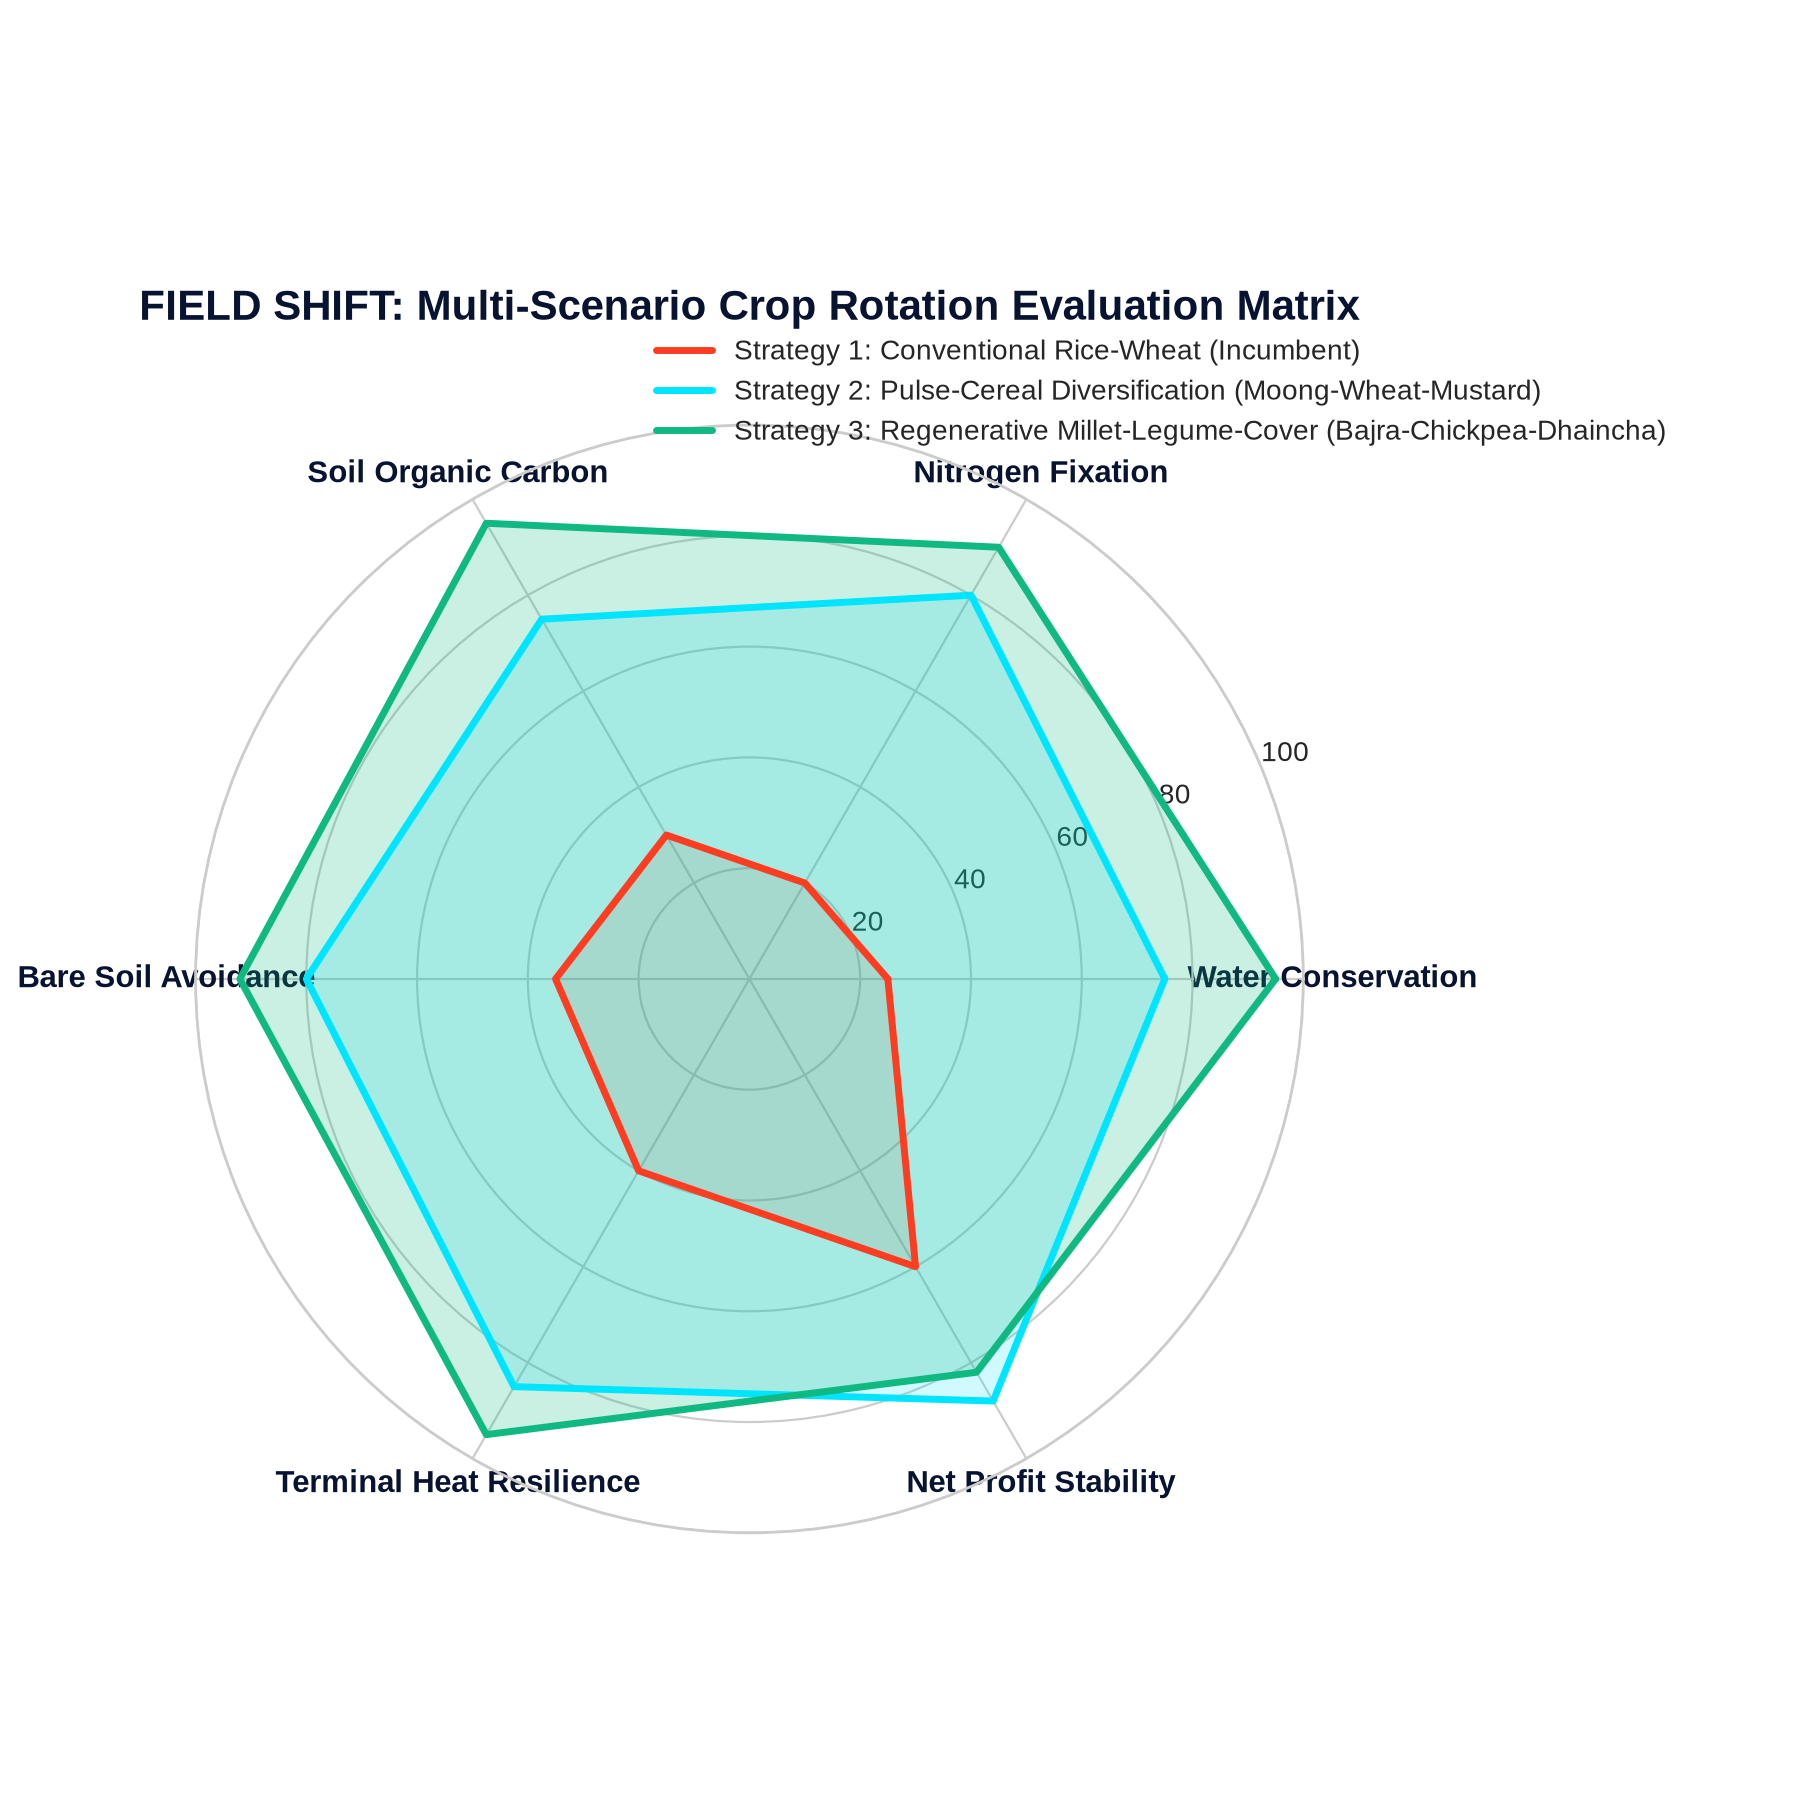 FIELD SHIFT: Multi-Scenario Crop Rotation Evaluation Matrix
Strategy 1: Conventional Rice-Wheat (Incumbent)
Strategy 2: Pulse-Cereal Diversification (Moong-Wheat-Mustard)
Strategy 3: Regenerative Millet-Legume-Cover (Bajra-Chickpea-Dhaincha)
Soil Organic Carbon
Nitrogen Fixation
100
80
60
40
20
Bare Soil Avoidance
Water Conservation
Terminal Heat Resilience
Net Profit Stability